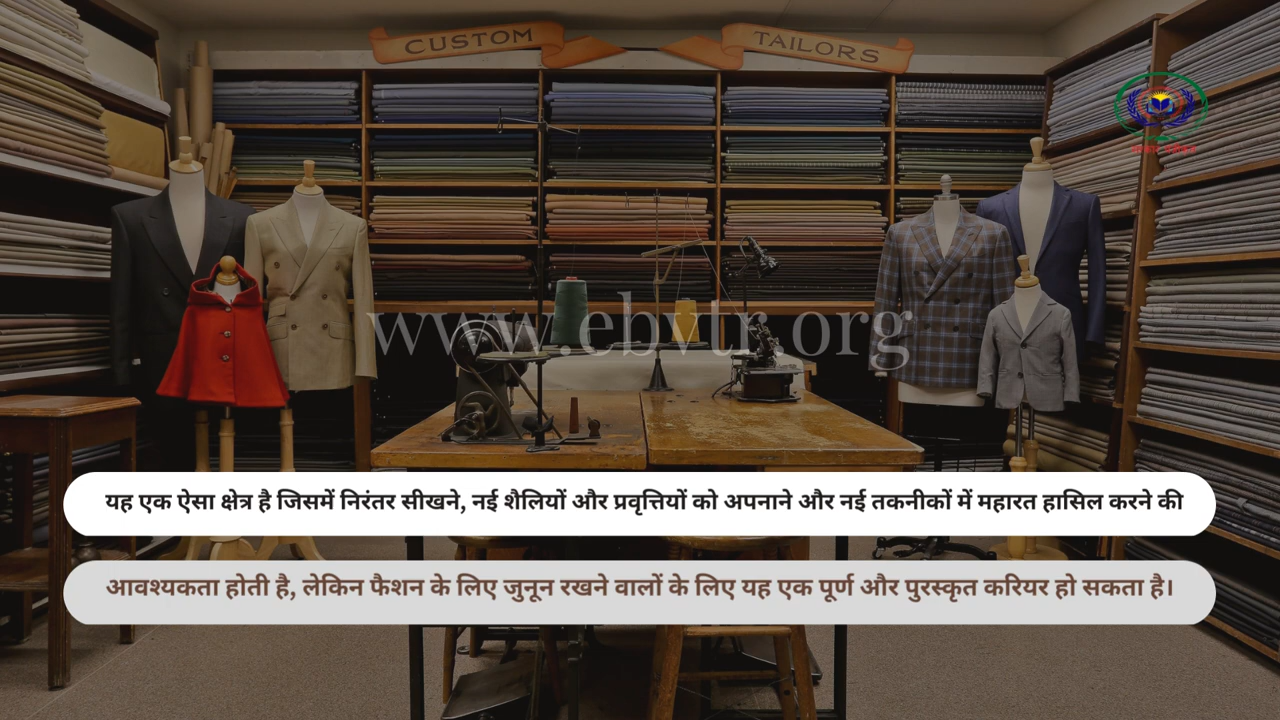 CUSTOM TAILORS
www.ebvtr.org
यह एक ऐसा क्षेत्र है जिसमें निरंतर सीखने, नई शैलियों और प्रवृत्तियों को अपनाने और नई तकनीकों में महारत हासिल करने की
आवश्यकता होती है, लेकिन फैशन के लिए जुनून रखने वालों के लिए यह एक पूर्ण और पुरस्कृत करियर हो सकता है।